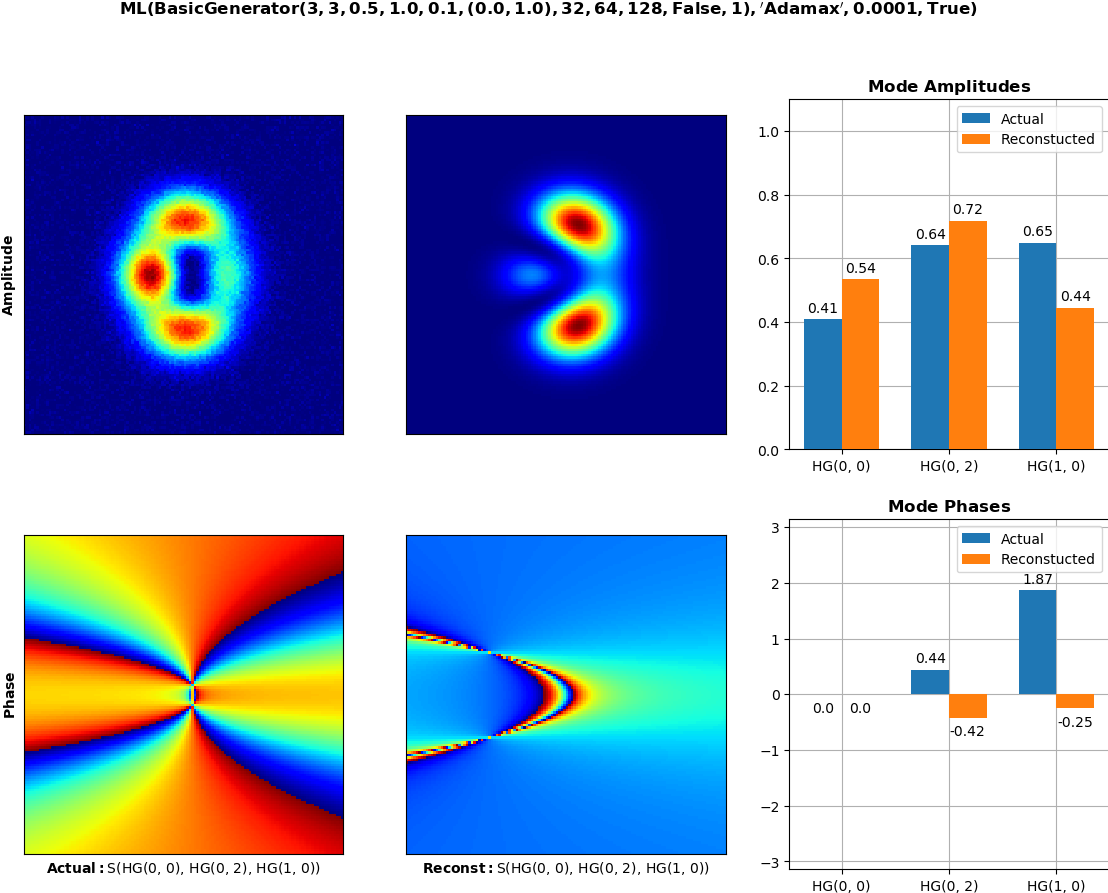 ML(BasicGenerator(3, 3, 0.5, 1.0, 0.1, (0.0, 1.0), 32, 64, 128, False, 1), 'Adamax', 0.0001, True)
Mode Amplitudes
Amplitude
1.0
0.8
0.6
0.4
0.2
0.0
Actual
Reconstucted
0.41
0.54
0.64
0.72
0.65
0.44
HG(0, 0)
HG(0, 2)
HG(1, 0)
Mode Phases
Phase
3
2
1
0
−1
−2
−3
Actual
Reconstucted
0.0
0.0
0.44
-0.42
1.87
-0.25
HG(0, 0)
HG(0, 2)
HG(1, 0)
Actual: S(HG(0, 0), HG(0, 2), HG(1, 0))
Reconst: S(HG(0, 0), HG(0, 2), HG(1, 0))